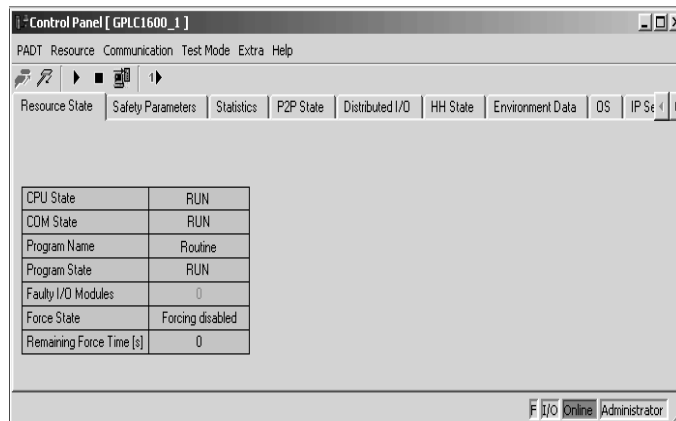 Control Panel [ GPLC1600_1 ]
PADT Resource Communication Test Mode Extra Help
Resource State Safety Parameters Statistics P2P State Distributed I/O HH State Environment Data OS IP Se
CPU State RUN
COM State RUN
Program Name Routine
Program State RUN
Faulty I/O Modules 0
Force State Forcing disabled
Remaining Force Time [s] 0
F I/O Online Administrator